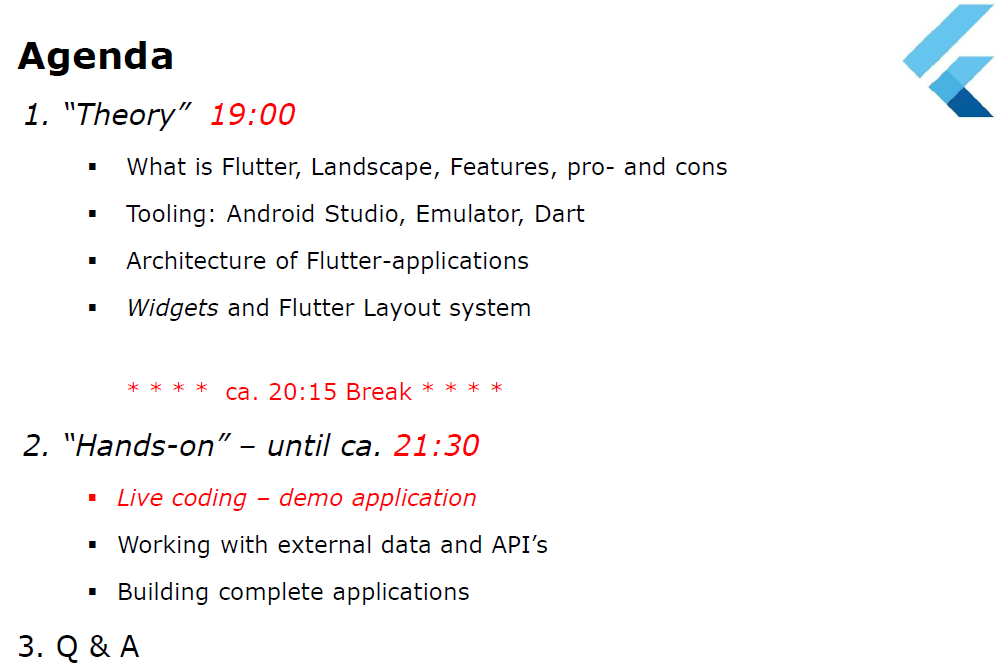 Agenda
1. “Theory” 19:00
▪ What is Flutter, Landscape, Features, pro- and cons
▪ Tooling: Android Studio, Emulator, Dart
▪ Architecture of Flutter-applications
▪ Widgets and Flutter Layout system
* * * * ca. 20:15 Break * * * *
2. “Hands-on” – until ca. 21:30
▪ Live coding – demo application
▪ Working with external data and API’s
▪ Building complete applications
3. Q & A